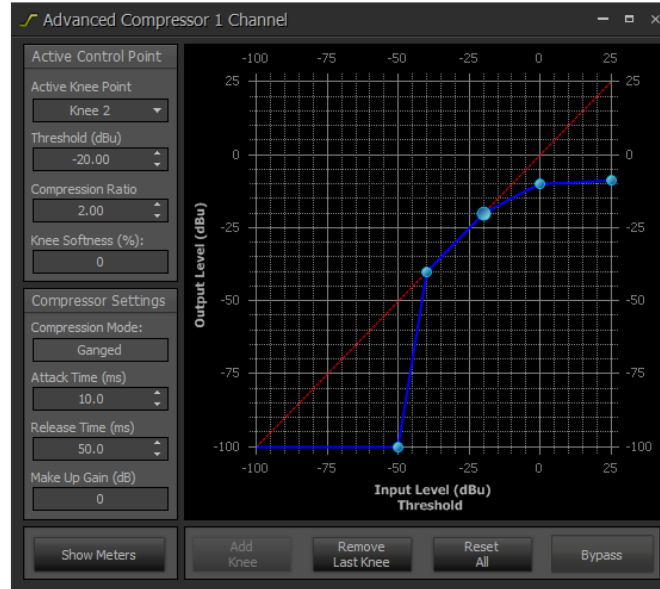 Advanced Compressor 1 Channel
Active Control Point
Active Knee Point
Knee 2
Threshold (dBu)
-20.00
Compression Ratio
2.00
Knee Softness (%):
0
Compressor Settings
Compression Mode:
Ganged
Attack Time (ms)
10.0
Release Time (ms)
50.0
Make Up Gain (dB)
0
Show Meters
-100 -75 -50 -25 0 25
25 25
0 0
-25 -25
-50 -50
-75 -75
-100 -100
-100 -75 -50 -25 0 25
Output Level (dBu)
Input Level (dBu)
Threshold
Add
Knee
Remove
Last Knee
Reset
All
Bypass